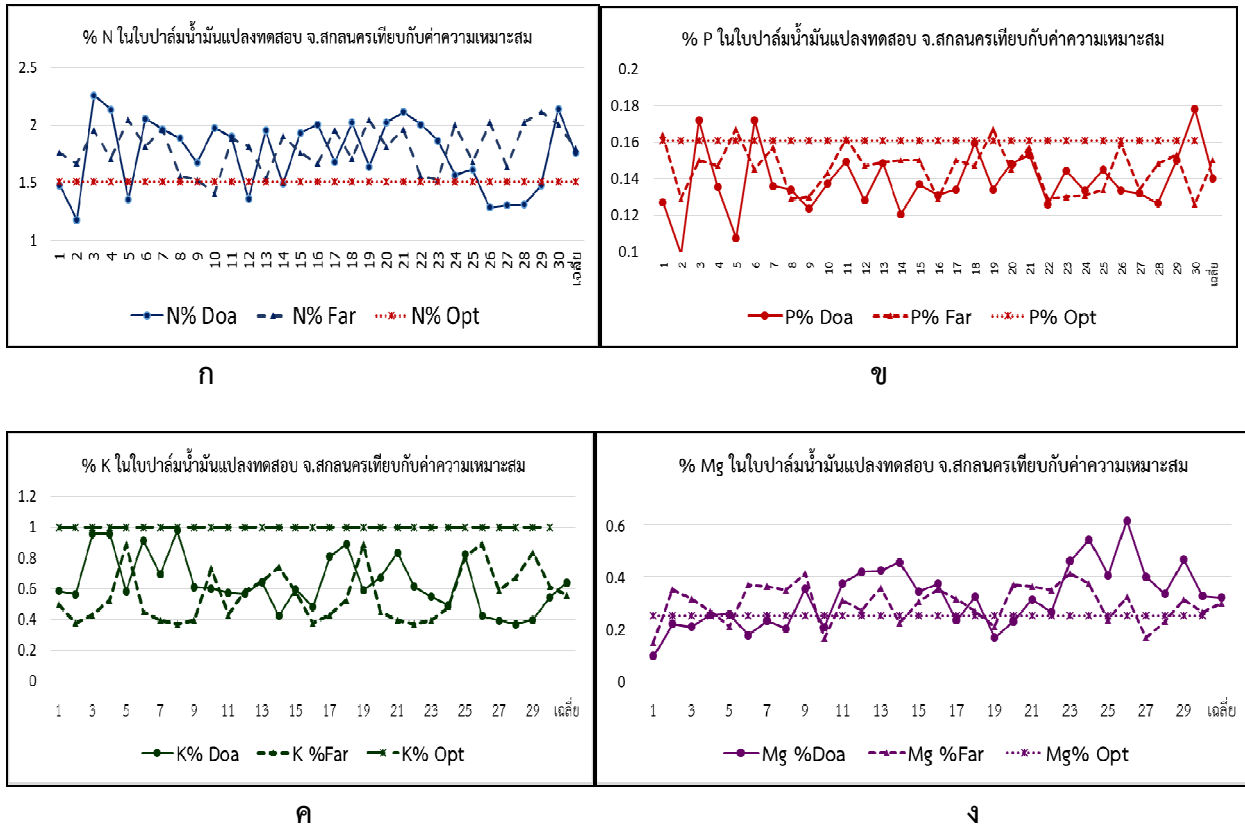 % N ในใบปาล์มน้ำมันแปลงทดสอบ จ.สกลนครเทียบกับค่าความเหมาะสม
2.5
2
1.5
1
1 2 3 4 5 6 7 8 9 10 11 12 13 14 15 16 17 18 19 20 21 22 23 24 25 26 27 28 29 30 เฉลี่ย
N% Doa N% Far N% Opt
ก
% P ในใบปาล์มน้ำมันแปลงทดสอบ จ.สกลนครเทียบกับค่าความเหมาะสม
0.2
0.18
0.16
0.14
0.12
0.1
1 2 3 4 5 6 7 8 9 10 11 12 13 14 15 16 17 18 19 20 21 22 23 24 25 26 27 28 29 30 เฉลี่ย
P% Doa P% Far P% Opt
ข
% K ในใบปาล์มน้ำมันแปลงทดสอบ จ.สกลนครเทียบกับค่าความเหมาะสม
1.2
1
0.8
0.6
0.4
0.2
0
1 3 5 7 9 11 13 15 17 19 21 23 25 27 29 เฉลี่ย
K% Doa K %Far K% Opt
ค
% Mg ในใบปาล์มน้ำมันแปลงทดสอบ จ.สกลนครเทียบกับค่าความเหมาะสม
0.6
0.4
0.2
0
1 3 5 7 9 11 13 15 17 19 21 23 25 27 29 เฉลี่ย
Mg %Doa Mg %Far Mg% Opt
ง